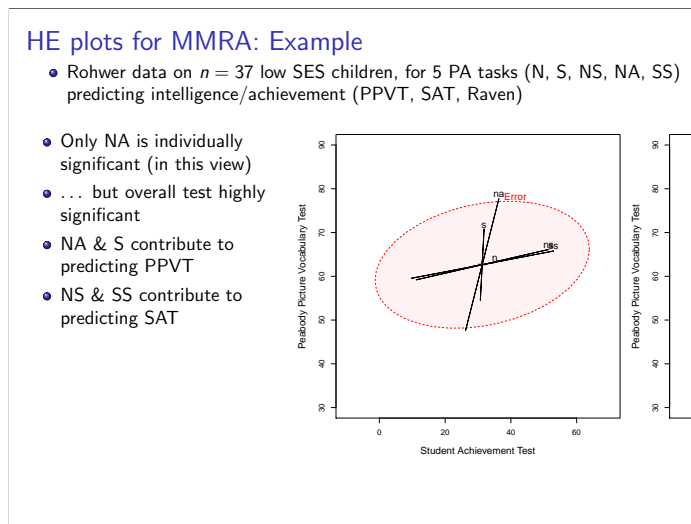 HE plots for MMRA: Example
Rohwer data on n = 37 low SES children, for 5 PA tasks (N, S, NS, NA, SS)
predicting intelligence/achievement (PPVT, SAT, Raven)
Only NA is individually
significant (in this view)
... but overall test highly
significant
NA & S contribute to
predicting PPVT
NS & SS contribute to
predicting SAT
Peabody Picture Vocabulary Test
90
80
70
60
50
40
30
na
Error
s
n
ns
ss
0
20
40
60
Student Achievement Test
Peabody Picture Vocabulary Test
90
80
70
60
50
40
30